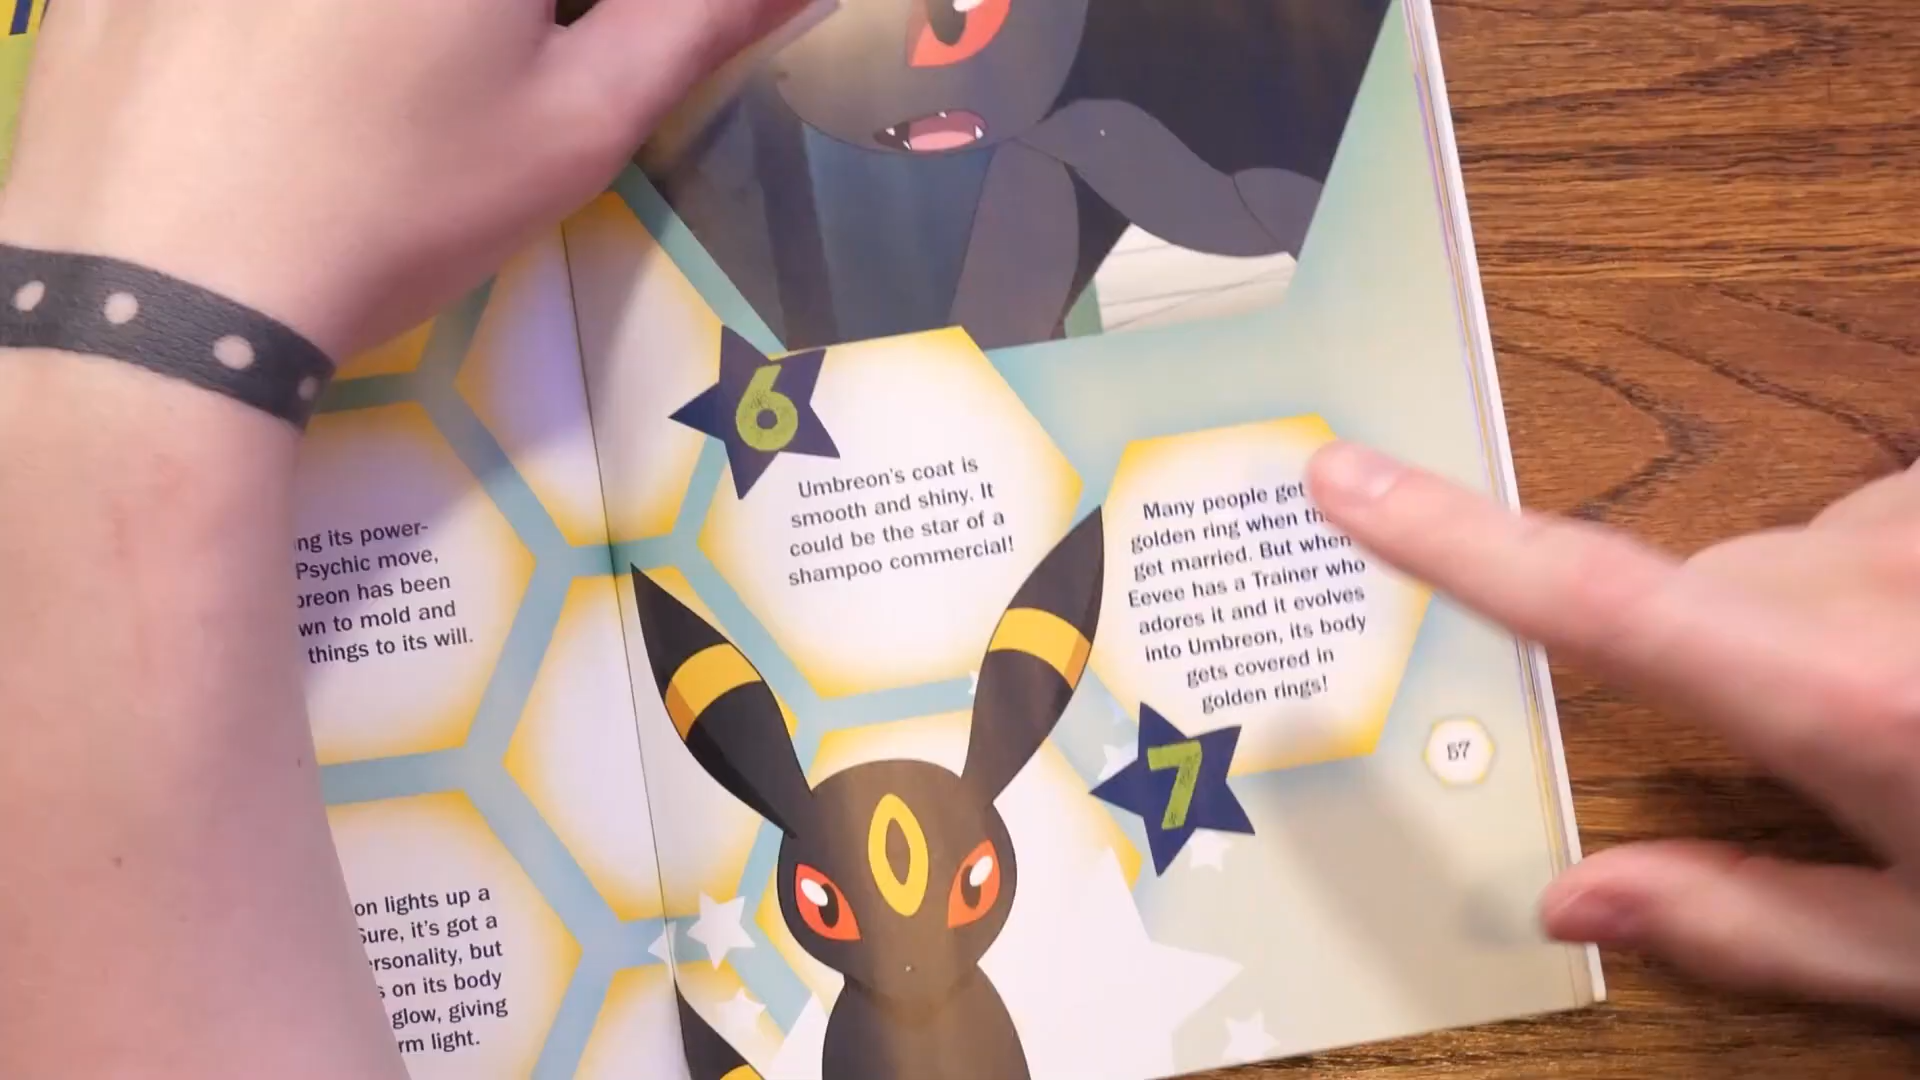 ng its power-
Psychic move,
breon has been
wn to mold and
things to its will.
on lights up a
Sure, it's got a
rsonality, but
s on its body
glow, giving
rm light.
6
Umbreon's coat is
smooth and shiny. It
could be the star of a
shampoo commercial!
Many people get
golden ring when th
get married. But when
Eevee has a Trainer who
adores it and it evolves
into Umbreon, its body
gets covered in
golden rings!
7
57